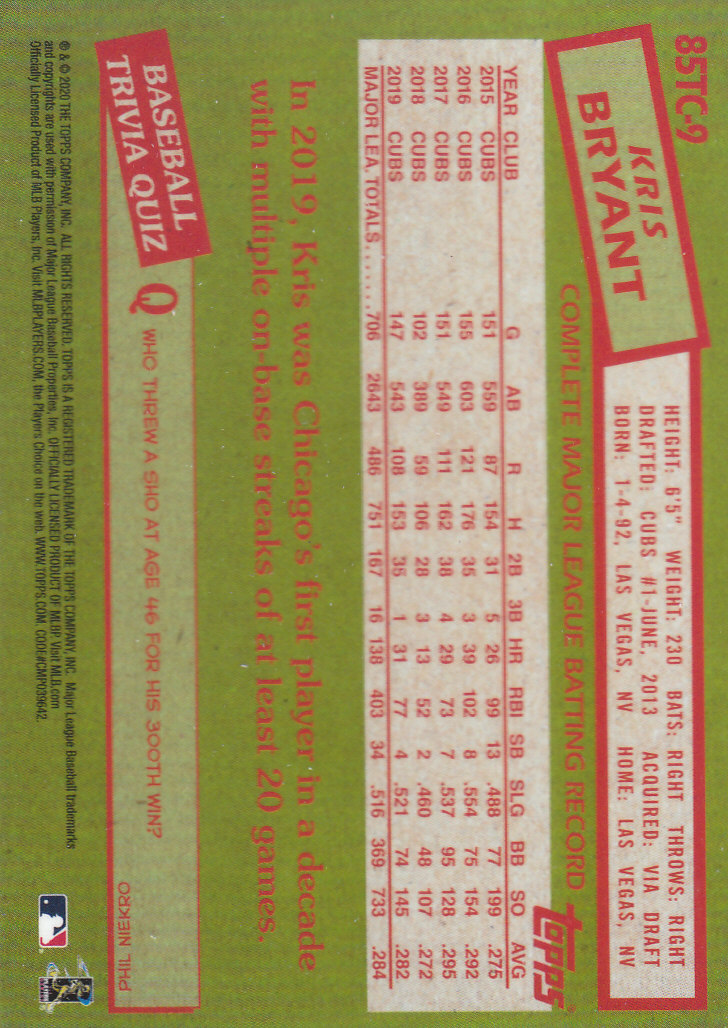 85TC-9
KRIS
BRYANT
HEIGHT: 6'5" WEIGHT: 230 BATS: RIGHT THROWS: RIGHT
DRAFTED: CUBS #1-JUNE, 2013 ACQUIRED: VIA DRAFT
BORN: 1-4-92, LAS VEGAS, NV HOME: LAS VEGAS, NV
COMPLETE MAJOR LEAGUE BATTING RECORD
topps®
YEAR CLUB G AB R H 2B 3B HR RBI SB SLG BB SO AVG
2015 CUBS 151 559 87 154 31 5 26 99 13 .488 77 199 .275
2016 CUBS 155 603 121 176 35 3 39 102 8 .554 75 154 .292
2017 CUBS 151 549 111 162 38 4 29 73 7 .537 95 128 .295
2018 CUBS 102 389 59 106 28 3 13 52 2 .460 48 107 .272
2019 CUBS 147 543 108 153 35 1 31 77 4 .521 74 145 .282
MAJOR LEA. TOTALS.......706 2643 486 751 167 16 138 403 34 .516 369 733 .284
In 2019, Kris was Chicago's first player in a decade
with multiple on-base streaks of at least 20 games.
BASEBALL
TRIVIA QUIZ
Q WHO THREW A SHO AT AGE 46 FOR HIS 300TH WIN?
PHIL NIEKRO
® & © 2020 THE TOPPS COMPANY, INC. ALL RIGHTS RESERVED. TOPPS IS A REGISTERED TRADEMARK OF THE TOPPS COMPANY, INC. Major League Baseball trademarks
and copyrights are used with permission of Major League Baseball Properties, Inc. OFFICIALLY LICENSED PRODUCT OF MLBP. Visit MLB.com
Officially Licensed Product of MLB Players, Inc. Visit MLBPLAYERS.COM, the Players Choice on the web. WWW.TOPPS.COM. CODE#CMP039642.